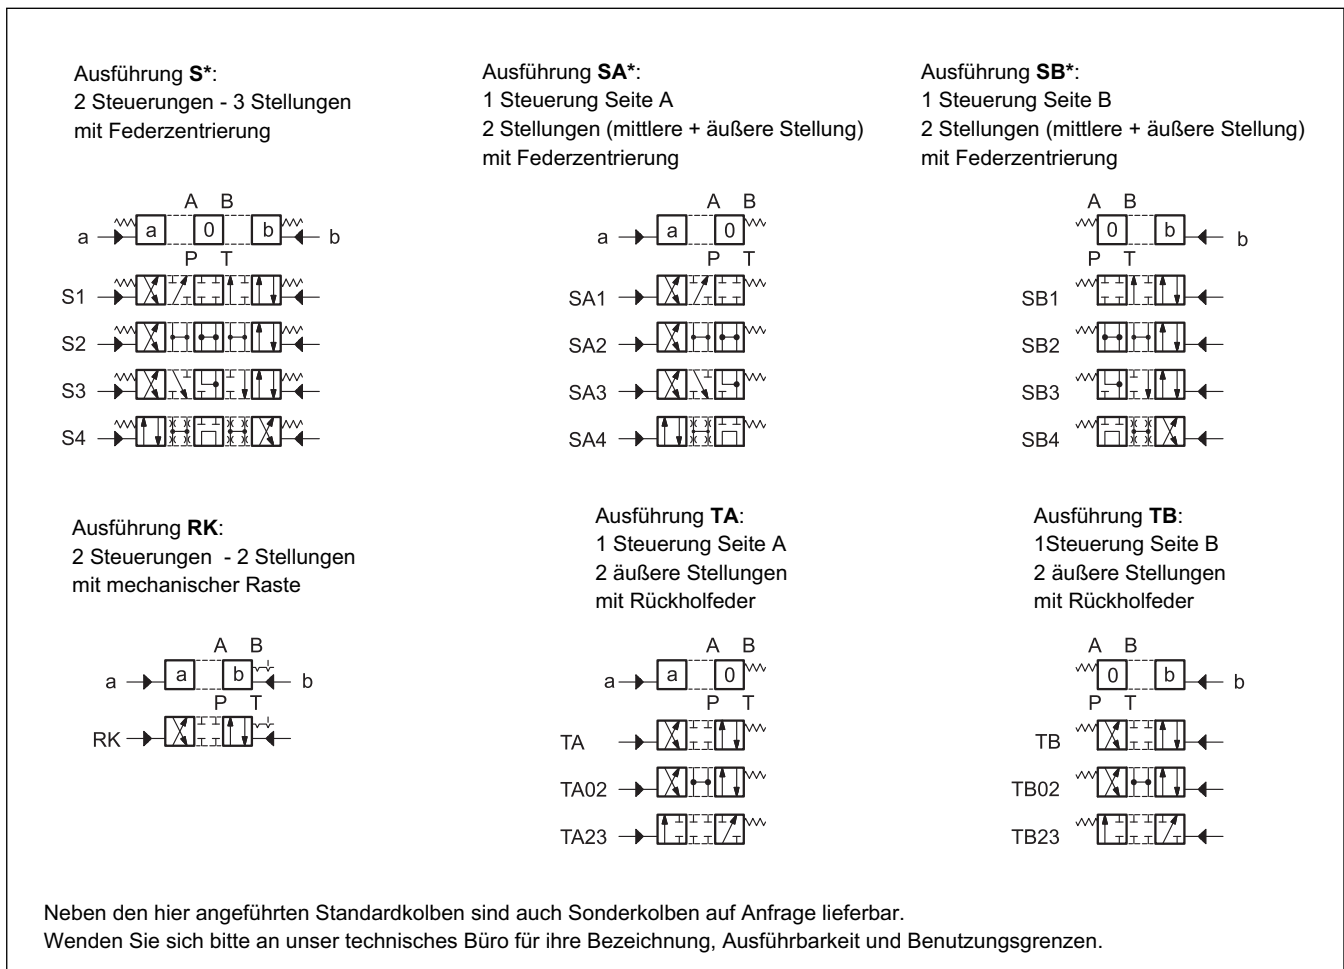 Ausführung S*:
2 Steuerungen - 3 Stellungen
mit Federzentrierung
Ausführung SA*:
1 Steuerung Seite A
2 Stellungen (mittlere + äußere Stellung)
mit Federzentrierung
Ausführung SB*:
1 Steuerung Seite B
2 Stellungen (mittlere + äußere Stellung)
mit Federzentrierung
A B
a a 0 b b
P T
S1
S2
S3
S4
A B
a a 0
P T
SA1
SA2
SA3
SA4
A B
0 b b
P T
SB1
SB2
SB3
SB4
Ausführung RK:
2 Steuerungen - 2 Stellungen
mit mechanischer Raste
A B
a a b b
P T
RK
Ausführung TA:
1 Steuerung Seite A
2 äußere Stellungen
mit Rückholfeder
A B
a a 0
P T
TA
TA02
TA23
Ausführung TB:
1Steuerung Seite B
2 äußere Stellungen
mit Rückholfeder
A B
0 b b
P T
TB
TB02
TB23
Neben den hier angeführten Standardkolben sind auch Sonderkolben auf Anfrage lieferbar.
Wenden Sie sich bitte an unser technisches Büro für ihre Bezeichnung, Ausführbarkeit und Benutzungsgrenzen.